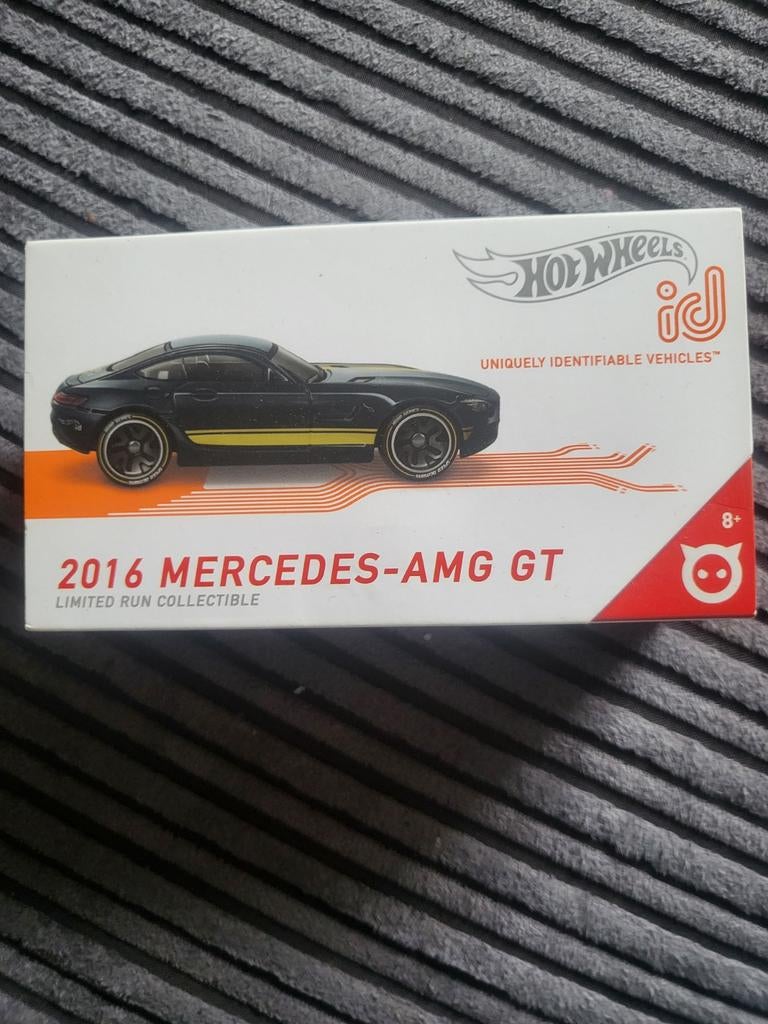 Hot Wheels
id
UNIQUELY IDENTIFIABLE VEHICLES™
8+
2016 MERCEDES-AMG GT
LIMITED RUN COLLECTIBLE